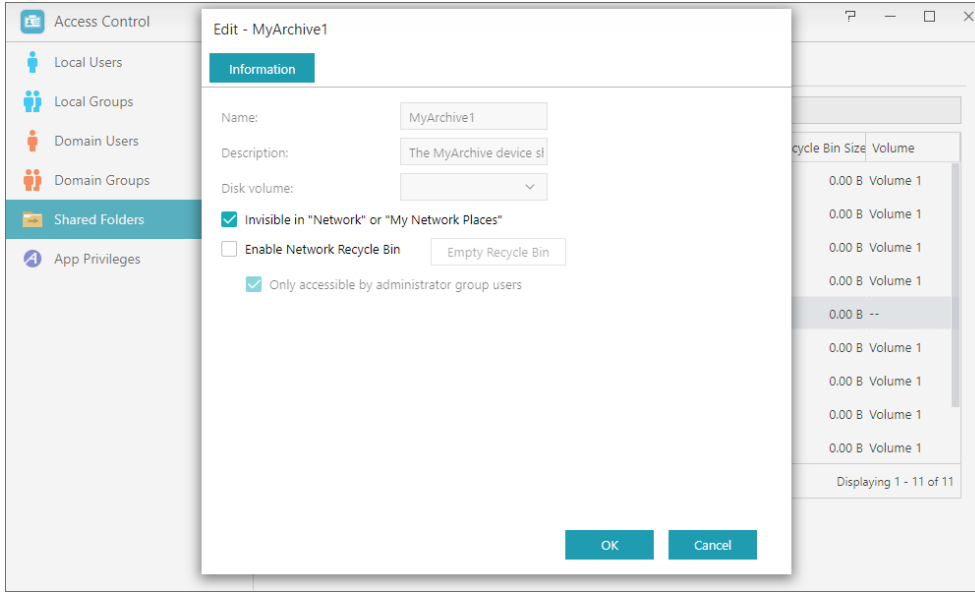 Access Control
Local Users
Local Groups
Domain Users
Domain Groups
Shared Folders
App Privileges
Edit - MyArchive1
Information
Name: MyArchive1
Description: The MyArchive device sh
Disk volume:
Invisible in "Network" or "My Network Places"
Enable Network Recycle Bin Empty Recycle Bin
Only accessible by administrator group users
OK Cancel
cycle Bin Size Volume
0.00 B Volume 1
0.00 B Volume 1
0.00 B Volume 1
0.00 B Volume 1
0.00 B --
0.00 B Volume 1
0.00 B Volume 1
0.00 B Volume 1
0.00 B Volume 1
Displaying 1 - 11 of 11